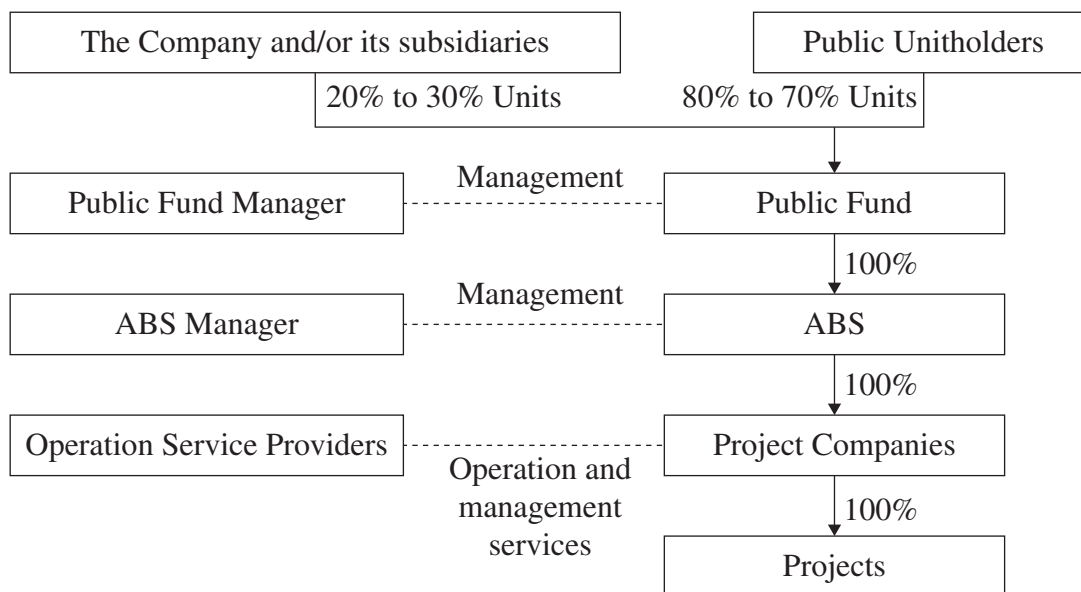 The Company and/or its subsidiaries
Public Unitholders
20% to 30% Units
80% to 70% Units
Management
Public Fund Manager
Public Fund
100%
Management
ABS Manager
ABS
100%
Operation Service Providers
Project Companies
Operation and
management
services
100%
Projects